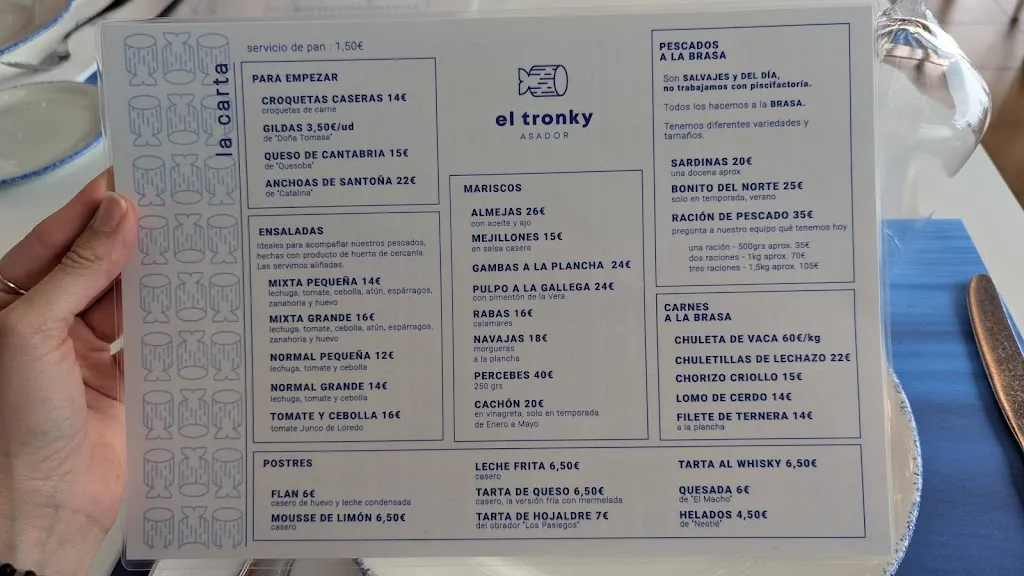 la carta
servicio de pan : 1,50€
PARA EMPEZAR
CROQUETAS CASERAS 14€
croquetas de carne
GILDAS 3,50€/ud
de "Doña Tomasa"
QUESO DE CANTABRIA 15€
de "Quesoba"
ANCHOAS DE SANTOÑA 22€
de "Catalina"
ENSALADAS
Ideales para acompañar nuestros pescados,
hechas con producto de huerta de cercanía
Las servimos aliñadas.
MIXTA PEQUEÑA 14€
lechuga, tomate, cebolla, atún, espárragos,
zanahoria y huevo
MIXTA GRANDE 16€
lechuga, tomate, cebolla, atún, espárragos,
zanahoria y huevo
NORMAL PEQUEÑA 12€
lechuga, tomate y cebolla
NORMAL GRANDE 14€
lechuga, tomate y cebolla
TOMATE Y CEBOLLA 16€
tomate Junco de Loredo
el tronky
ASADOR
MARISCOS
ALMEJAS 26€
con aceite y ajo
MEJILLONES 15€
en salsa casera
GAMBAS A LA PLANCHA 24€
PULPO A LA GALLEGA 24€
con pimentón de la Vera
RABAS 16€
calamares
NAVAJAS 18€
morgueras
a la plancha
PERCEBES 40€
250 grs
CACHÓN 20€
en vinagreta, solo en temporada
de Enero a Mayo
PESCADOS
A LA BRASA
Son SALVAJES y DEL DÍA,
no trabajamos con piscifactoría.
Todos los hacemos a la BRASA.
Tenemos diferentes variedades y
tamaños.
SARDINAS 20€
una docena aprox
BONITO DEL NORTE 25€
solo en temporada, verano
RACIÓN DE PESCADO 35€
pregunta a nuestro equipo qué tenemos hoy
una ración - 500grs aprox. 35€
dos raciones - 1kg aprox. 70€
tres raciones - 1,5kg aprox. 105€
CARNES
A LA BRASA
CHULETA DE VACA 60€/kg
CHULETILLAS DE LECHAZO 22€
CHORIZO CRIOLLO 15€
LOMO DE CERDO 14€
FILETE DE TERNERA 14€
a la plancha
POSTRES
FLAN 6€
casero de huevo y leche condensada
MOUSSE DE LIMÓN 6,50€
casero
LECHE FRITA 6,50€
casero
TARTA DE QUESO 6,50€
casero, la versión fría con mermelada
TARTA DE HOJALDRE 7€
del obrador "Los Pasiegos"
TARTA AL WHISKY 6,50€
QUESADA 6€
de "El Macho"
HELADOS 4,50€
de "Nestlé"